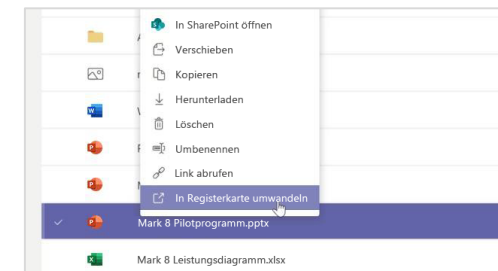 In SharePoint öffnen
Verschieben
Kopieren
Herunterladen
Löschen
Umbenennen
Link abrufen
In Registerkarte umwandeln
Mark 8 Pilotprogramm.pptx
Mark 8 Leistungsdiagramm.xlsx